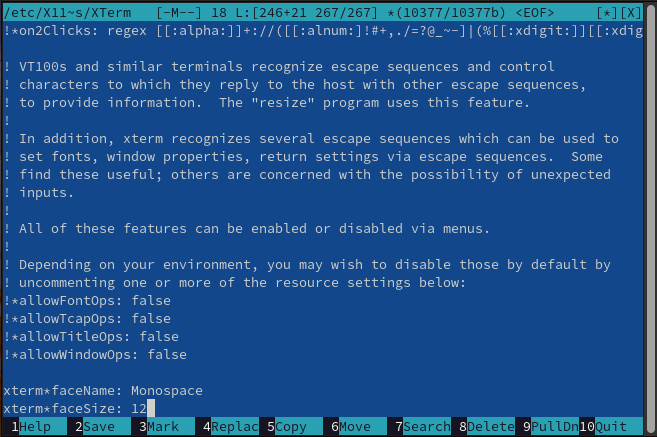 /etc/X11~s/XTerm [-M--] 18 L:[246+21 267/267] *(10377/10377b) <EOF> [*][X]
!*on2Clicks: regex [[:alpha:]]+://([[:alnum:]!#+,./=?@_~-]|(%[[:xdigit:]][[:xdig
!
! VT100s and similar terminals recognize escape sequences and control
! characters to which they reply to the host with other escape sequences,
! to provide information.  The "resize" program uses this feature.
!
! In addition, xterm recognizes several escape sequences which can be used to
! set fonts, window properties, return settings via escape sequences.  Some
! find these useful; others are concerned with the possibility of unexpected
! inputs.
!
! All of these features can be enabled or disabled via menus.
!
! Depending on your environment, you may wish to disable those by default by
! uncommenting one or more of the resource settings below:
!*allowFontOps: false
!*allowTcapOps: false
!*allowTitleOps: false
!*allowWindowOps: false
xterm*faceName: Monospace
xterm*faceSize: 12
1Help 2Save 3Mark 4Replac 5Copy 6Move 7Search 8Delete 9PullDn 10Quit